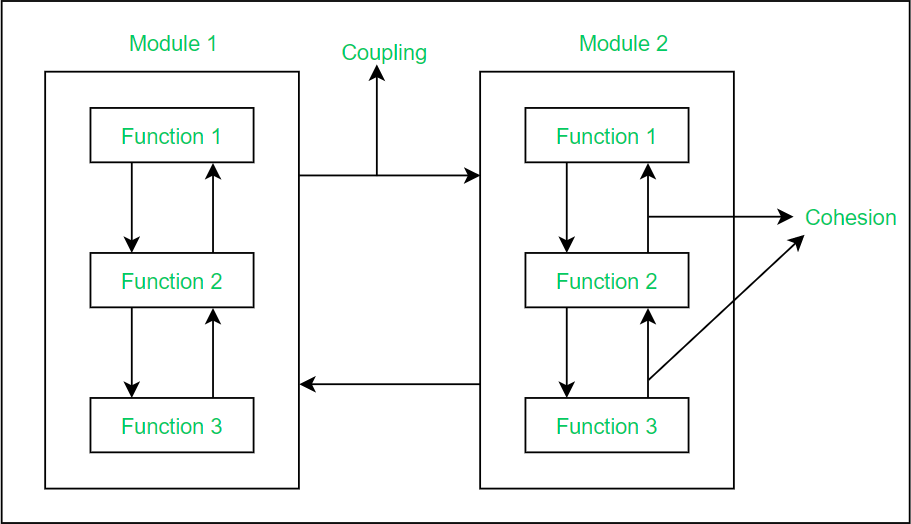 Module 1
Module 2
Coupling
Function 1
Function 1
Cohesion
Function 2
Function 2
Function 3
Function 3